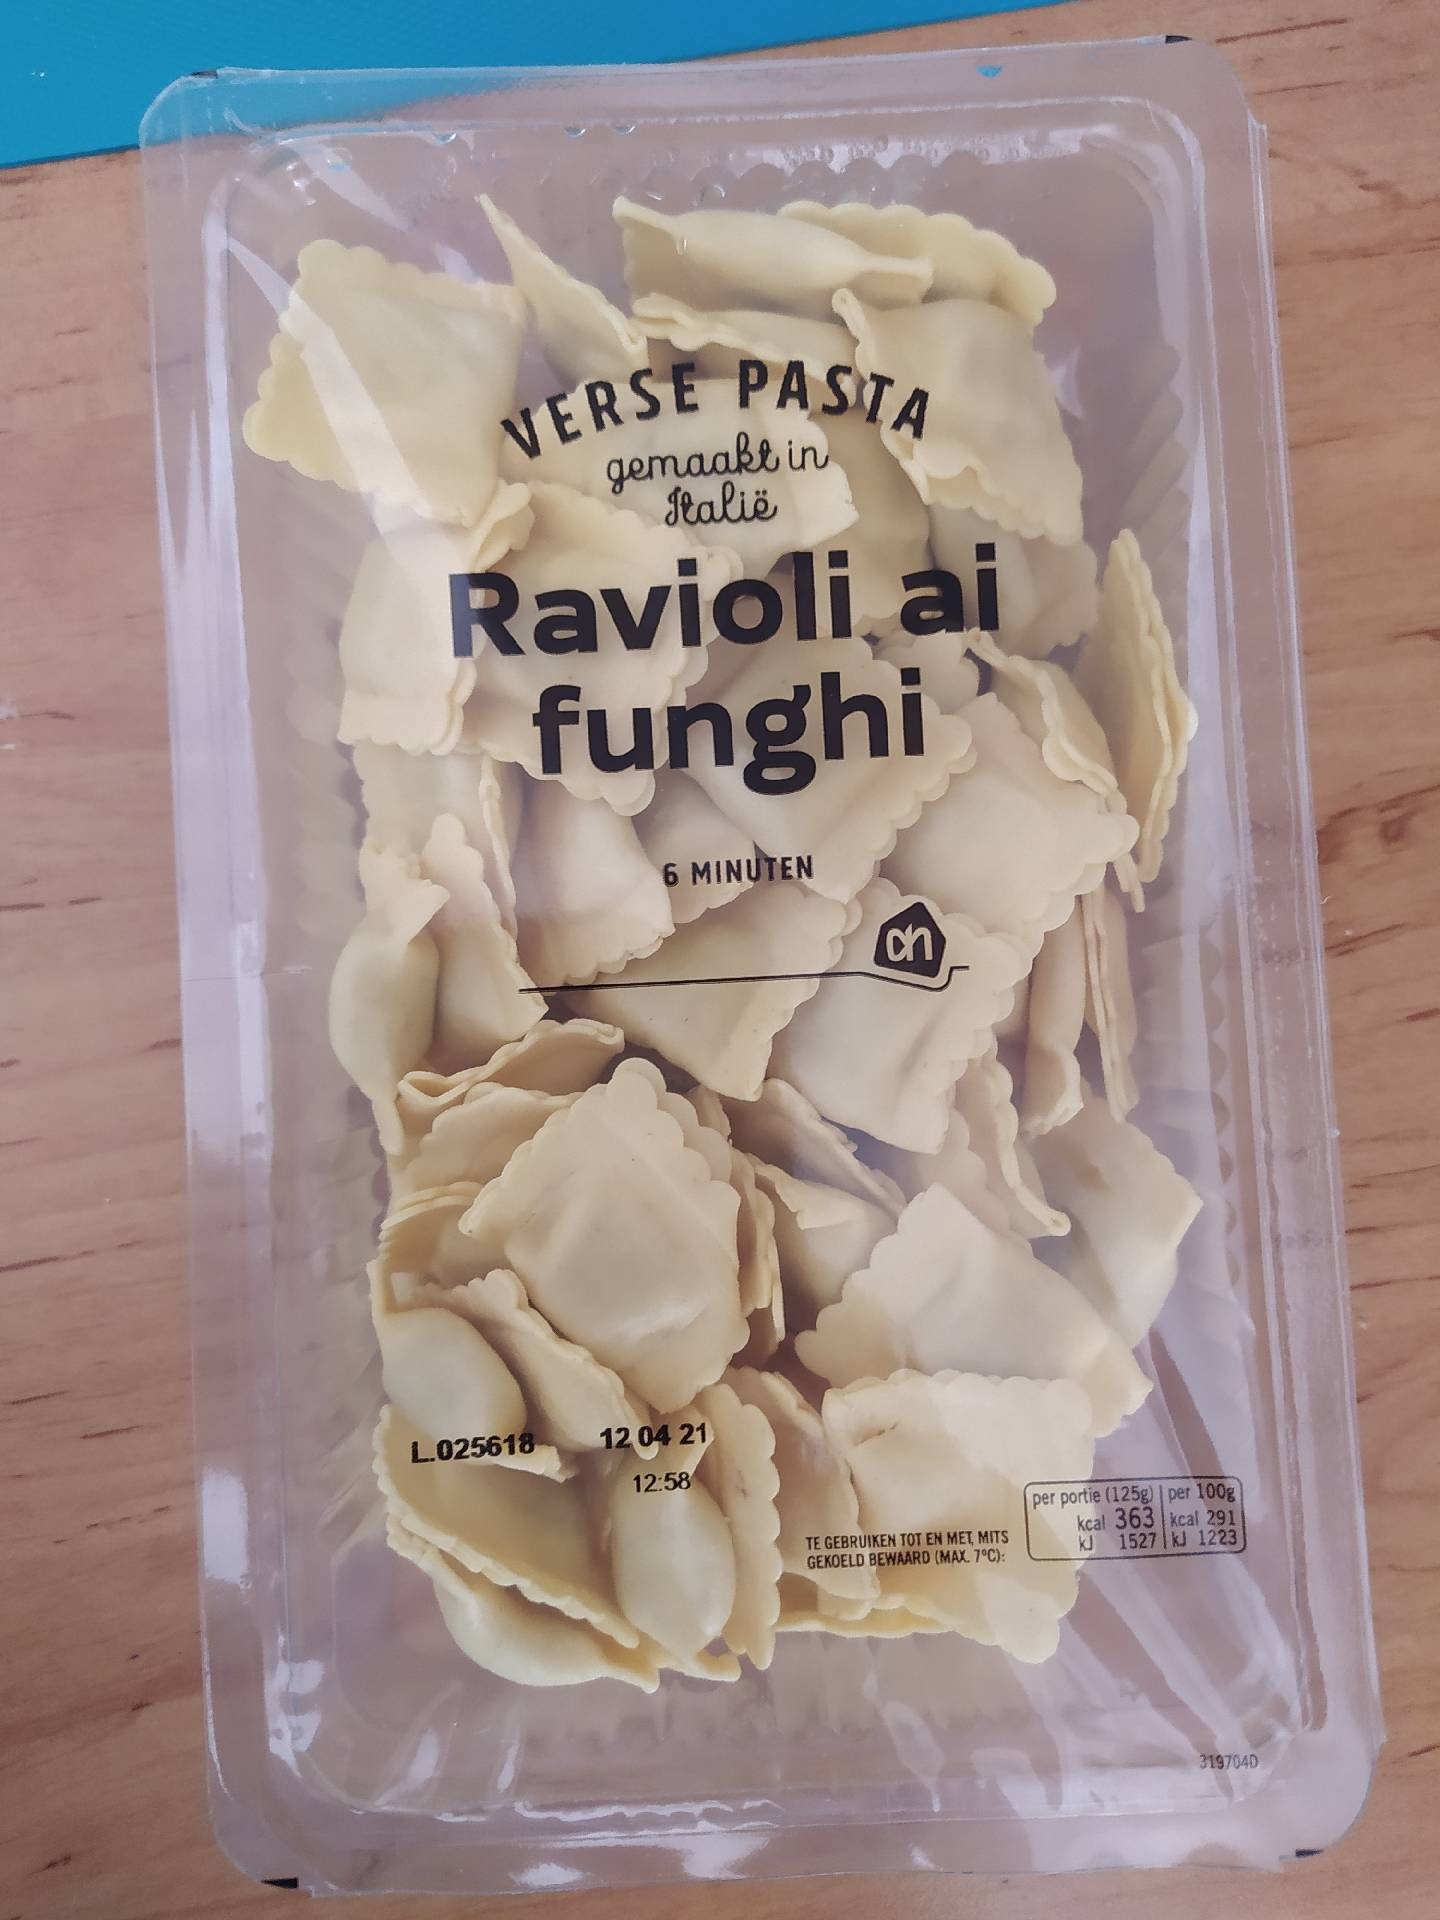 VERSE PASTA
gemaakt in
Italië
Ravioli ai
funghi
6 MINUTEN
ah
L.025618 12 04 21
12:58
TE GEBRUIKEN TOT EN MET, MITS
GEKOELD BEWAARD (MAX. 7°C):
per portie (125g) per 100g
kcal 363 kcal 291
kJ 1527 kJ 1223
319704D